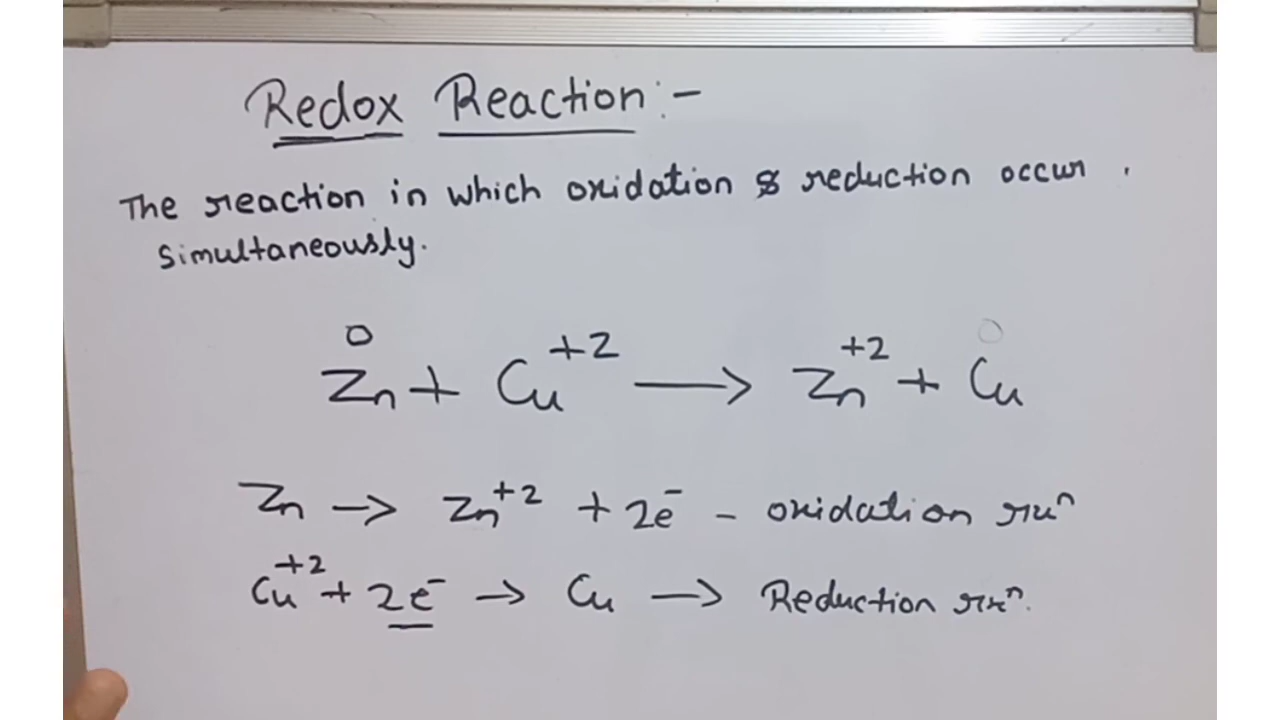 Redox Reaction :-
The reaction in which oxidation & reduction occur .
simultaneously.
0 +2 +2 0
Zn + Cu ⟶ Zn + Cu
Zn → Zn⁺² + 2e⁻ - oxidation rxⁿ
Cu⁺² + 2e⁻ → Cu → Reduction rxⁿ.